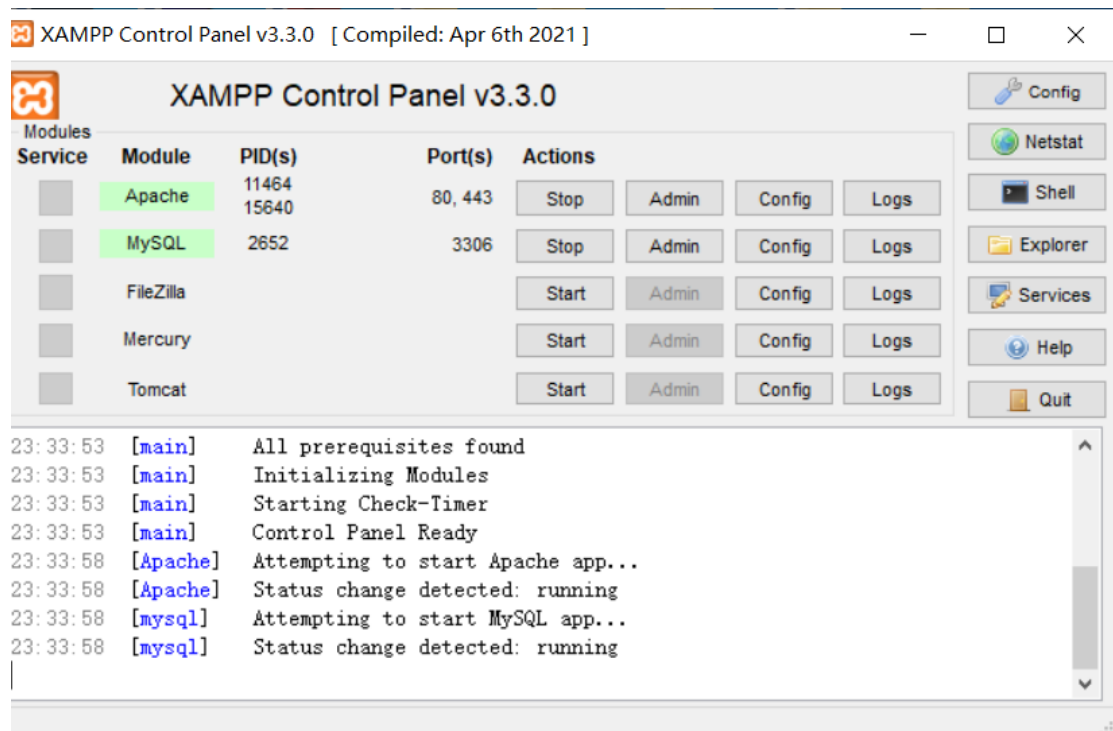 XAMPP Control Panel v3.3.0 [ Compiled: Apr 6th 2021 ]
XAMPP Control Panel v3.3.0
Config
Modules
Service Module PID(s) Port(s) Actions
Netstat
Apache 11464 15640 80, 443 Stop Admin Config Logs
Shell
MySQL 2652 3306 Stop Admin Config Logs
Explorer
FileZilla Start Admin Config Logs
Services
Mercury Start Admin Config Logs
Help
Tomcat Start Admin Config Logs
Quit
23:33:53 [main] All prerequisites found
23:33:53 [main] Initializing Modules
23:33:53 [main] Starting Check-Timer
23:33:53 [main] Control Panel Ready
23:33:58 [Apache] Attempting to start Apache app...
23:33:58 [Apache] Status change detected: running
23:33:58 [mysql] Attempting to start MySQL app...
23:33:58 [mysql] Status change detected: running